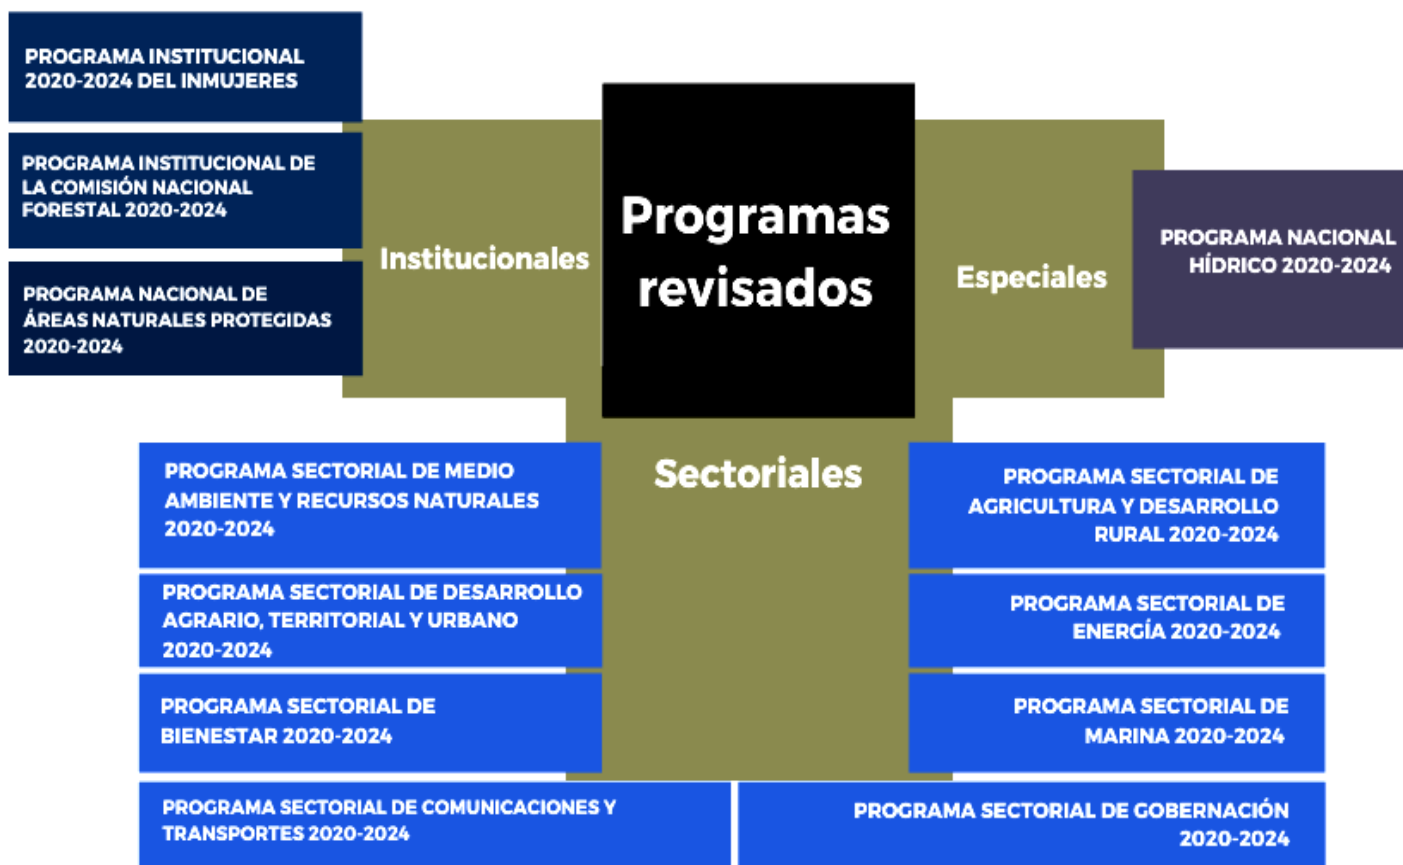 PROGRAMA INSTITUCIONAL
2020-2024 DEL INMUJERES
PROGRAMA INSTITUCIONAL DE
LA COMISIÓN NACIONAL
FORESTAL 2020-2024
PROGRAMA NACIONAL DE
ÁREAS NATURALES PROTEGIDAS
2020-2024
Institucionales
Programas
revisados
Especiales
PROGRAMA NACIONAL
HÍDRICO 2020-2024
Sectoriales
PROGRAMA SECTORIAL DE MEDIO
AMBIENTE Y RECURSOS NATURALES
2020-2024
PROGRAMA SECTORIAL DE DESARROLLO
AGRARIO, TERRITORIAL Y URBANO
2020-2024
PROGRAMA SECTORIAL DE
BIENESTAR 2020-2024
PROGRAMA SECTORIAL DE COMUNICACIONES Y
TRANSPORTES 2020-2024
PROGRAMA SECTORIAL DE
AGRICULTURA Y DESARROLLO
RURAL 2020-2024
PROGRAMA SECTORIAL DE
ENERGÍA 2020-2024
PROGRAMA SECTORIAL DE
MARINA 2020-2024
PROGRAMA SECTORIAL DE GOBERNACIÓN
2020-2024